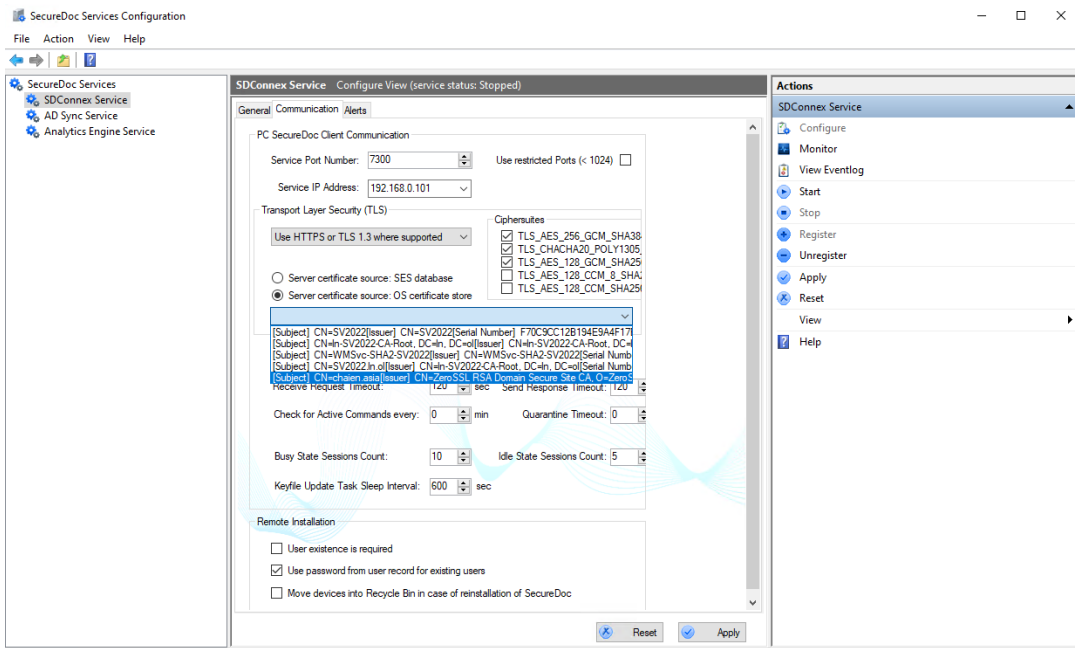 SecureDoc Services Configuration
File Action View Help
SecureDoc Services
SDConnex Service
AD Sync Service
Analytics Engine Service
SDConnex Service Configure View (service status: Stopped)
General Communication Alerts
PC SecureDoc Client Communication
Service Port Number: 7300 Use restricted Ports (< 1024)
Service IP Address: 192.168.0.101
Transport Layer Security (TLS)
Use HTTPS or TLS 1.3 where supported
Ciphersuites
TLS_AES_256_GCM_SHA38
TLS_CHACHA20_POLY1305_
TLS_AES_128_GCM_SHA25
TLS_AES_128_CCM_8_SHA
TLS_AES_128_CCM_SHA25
Server certificate source: SES database
Server certificate source: OS certificate store
[Subject] CN=SV2022[Issuer] CN=SV2022[Serial Number] F70C9CC12B194E9A4F17
[Subject] CN=ln-SV2022-CA-Root, DC=ln, DC=ol[Issuer] CN=ln-SV2022-CA-Root, DC=
[Subject] CN=WMSvc-SHA2-SV2022[Issuer] CN=WMSvc-SHA2-SV2022[Serial Numb
[Subject] CN=SV2022.ln.ol[Issuer] CN=ln-SV2022-CA-Root, DC=ln, DC=ol[Serial Numb
[Subject] CN=chaien.asia[Issuer] CN=ZeroSSL RSA Domain Secure Site CA, O=ZeroS
Receive Request Timeout: 120 sec Send Response Timeout: 120
Check for Active Commands every: 0 min Quarantine Timeout: 0
Busy State Sessions Count: 10 Idle State Sessions Count: 5
Keyfile Update Task Sleep Interval: 600 sec
Remote Installation
User existence is required
Use password from user record for existing users
Move devices into Recycle Bin in case of reinstallation of SecureDoc
Reset Apply
Actions
SDConnex Service
Configure
Monitor
View Eventlog
Start
Stop
Register
Unregister
Apply
Reset
View
Help